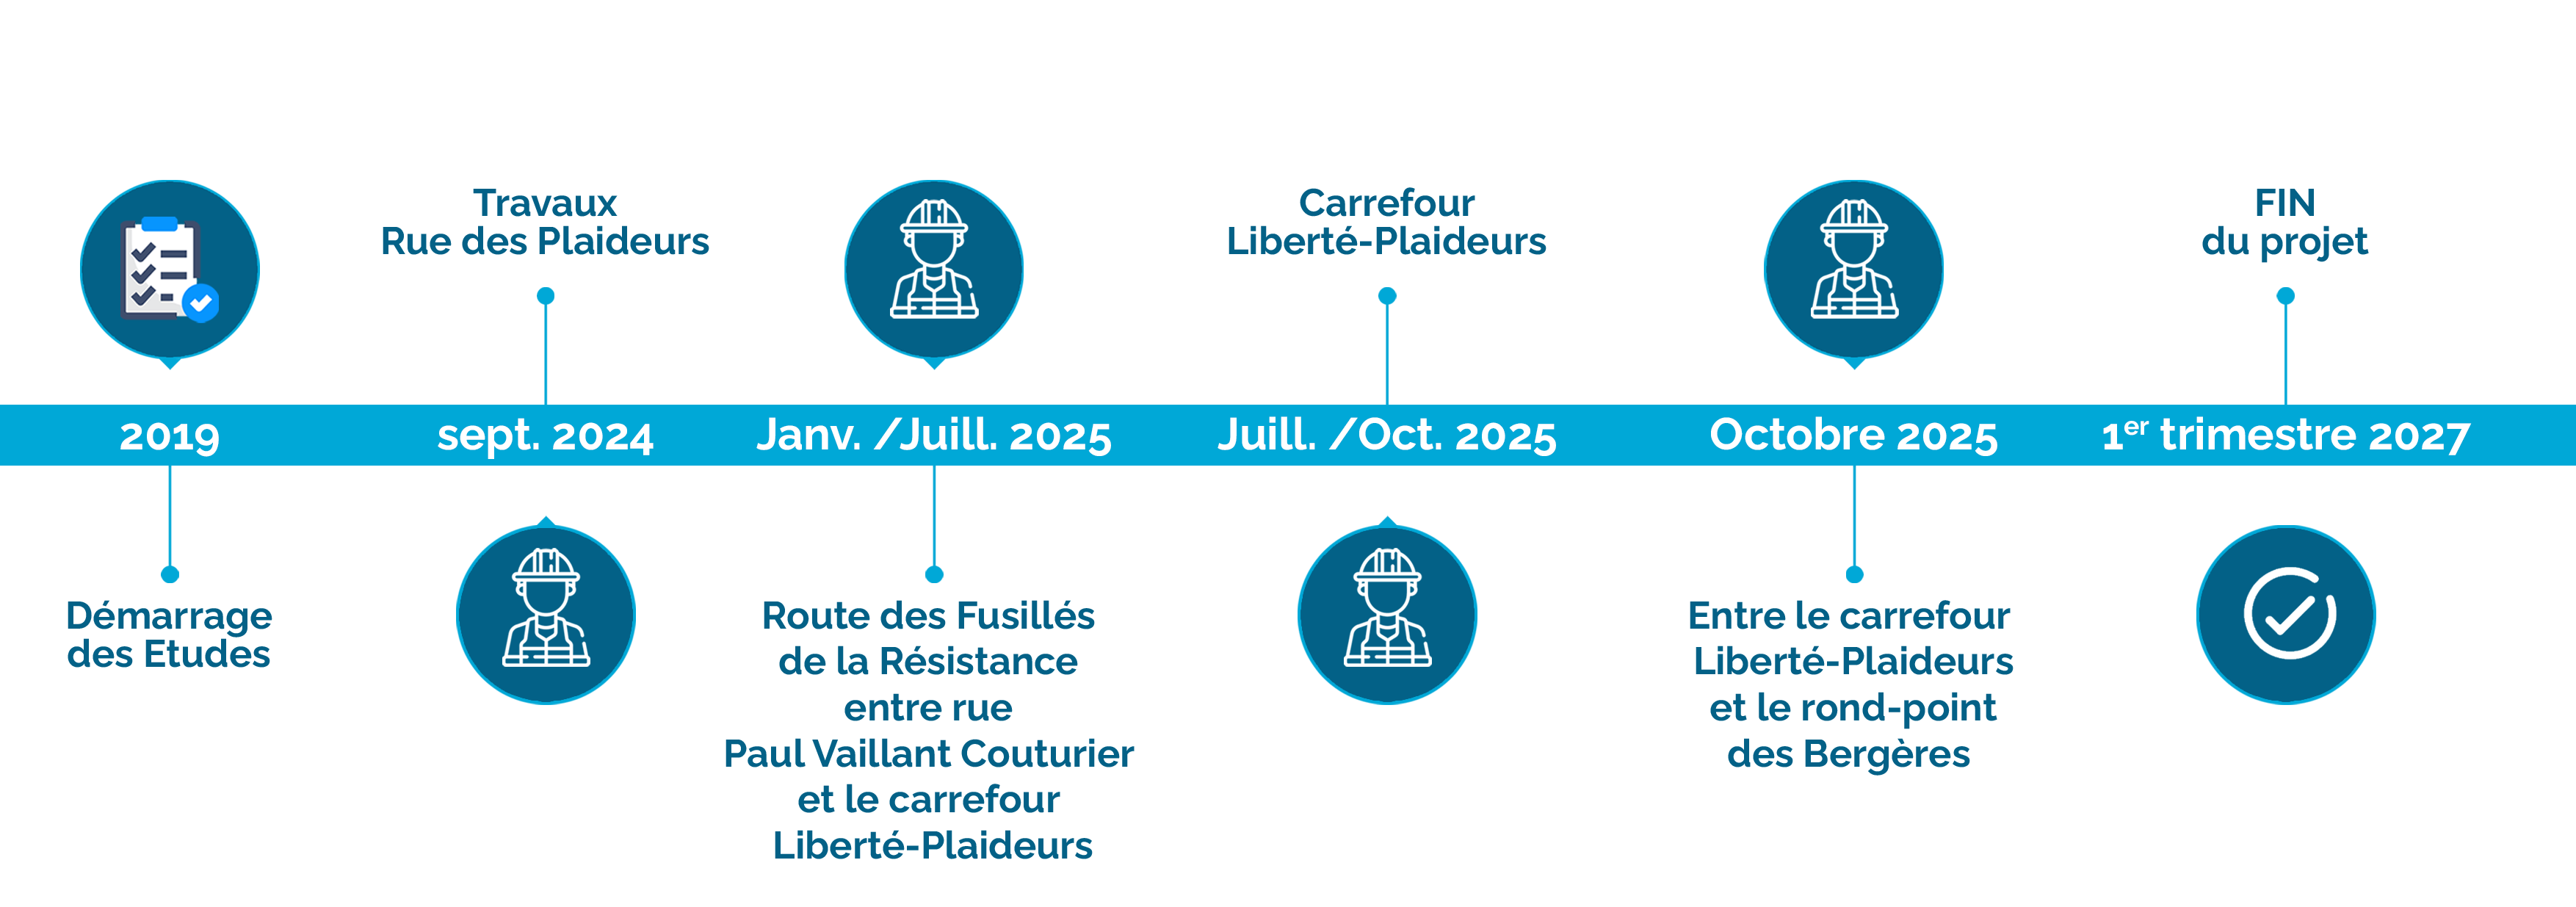 Travaux
Rue des Plaideurs
Carrefour
Liberté-Plaideurs
FIN
du projet
2019
sept. 2024
Janv. /Juill. 2025
Juill. /Oct. 2025
Octobre 2025
1er trimestre 2027
Démarrage
des Etudes
Route des Fusillés
de la Résistance
entre rue
Paul Vaillant Couturier
et le carrefour
Liberté-Plaideurs
Entre le carrefour
Liberté-Plaideurs
et le rond-point
des Bergères